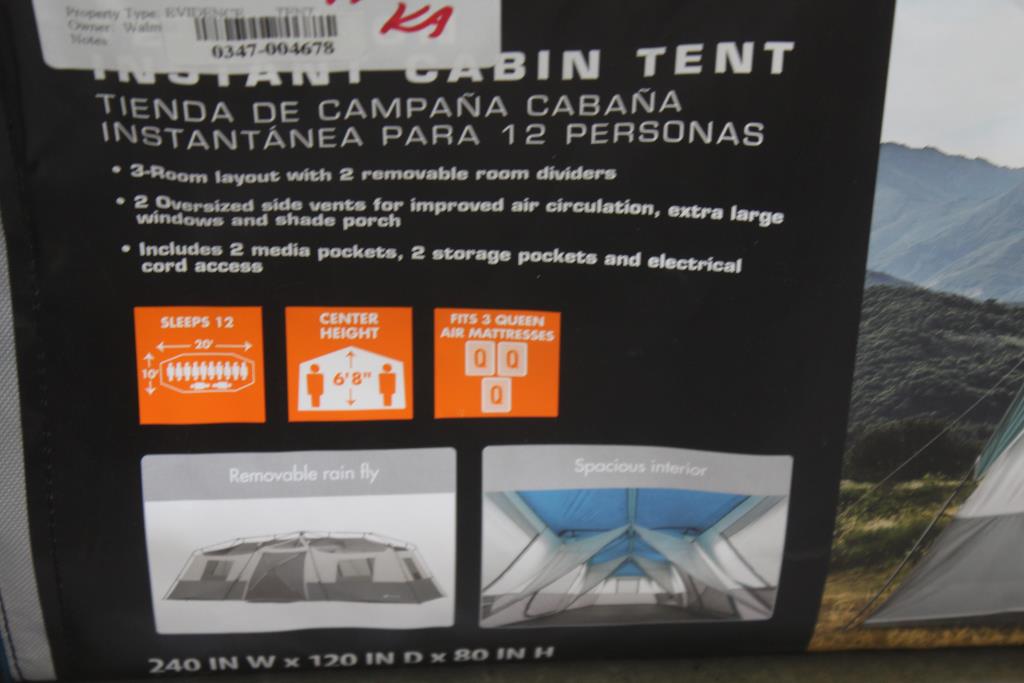 Property Type: EVIDENCE TENT
Owner: Walm
Notes
KA
0347-004678
INSTANT CABIN TENT
TIENDA DE CAMPAÑA CABAÑA
INSTANTÁNEA PARA 12 PERSONAS
• 3-Room layout with 2 removable room dividers
• 2 Oversized side vents for improved air circulation, extra large
windows and shade porch
• Includes 2 media pockets, 2 storage pockets and electrical
cord access
SLEEPS 12
20'
10'
CENTER
HEIGHT
6'8"
FITS 3 QUEEN
AIR MATTRESSES
Q Q
Q
Removable rain fly
Spacious interior
240 IN W x 120 IN D x 80 IN H